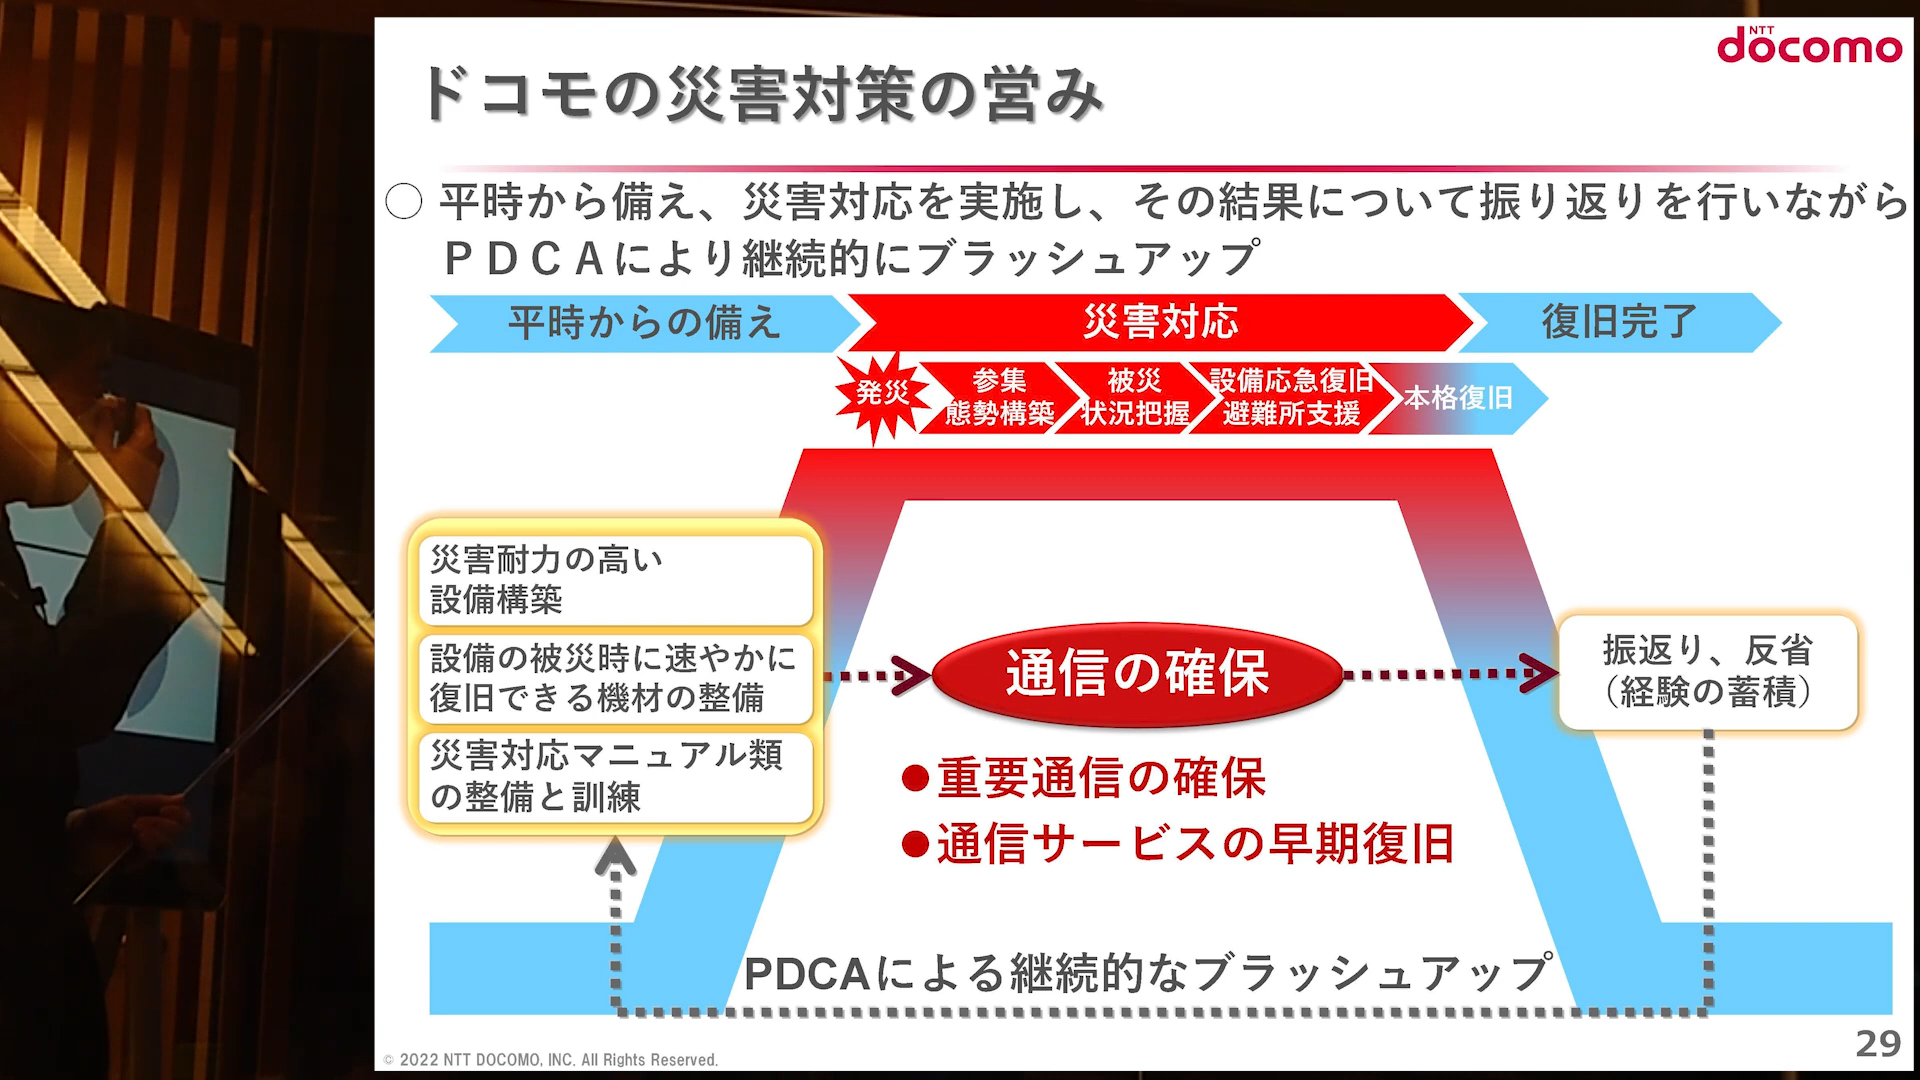 NTT
docomo
ドコモの災害対策の営み
○ 平時から備え、災害対応を実施し、その結果について振り返りを行いながら
ＰＤＣＡにより継続的にブラッシュアップ
平時からの備え
災害対応
復旧完了
発災
参集
態勢構築
被災
状況把握
設備応急復旧
避難所支援
本格復旧
災害耐力の高い
設備構築
設備の被災時に速やかに
復旧できる機材の整備
災害対応マニュアル類
の整備と訓練
通信の確保
●重要通信の確保
●通信サービスの早期復旧
振返り、反省
（経験の蓄積）
PDCAによる継続的なブラッシュアップ
© 2022 NTT DOCOMO, INC. All Rights Reserved.
29